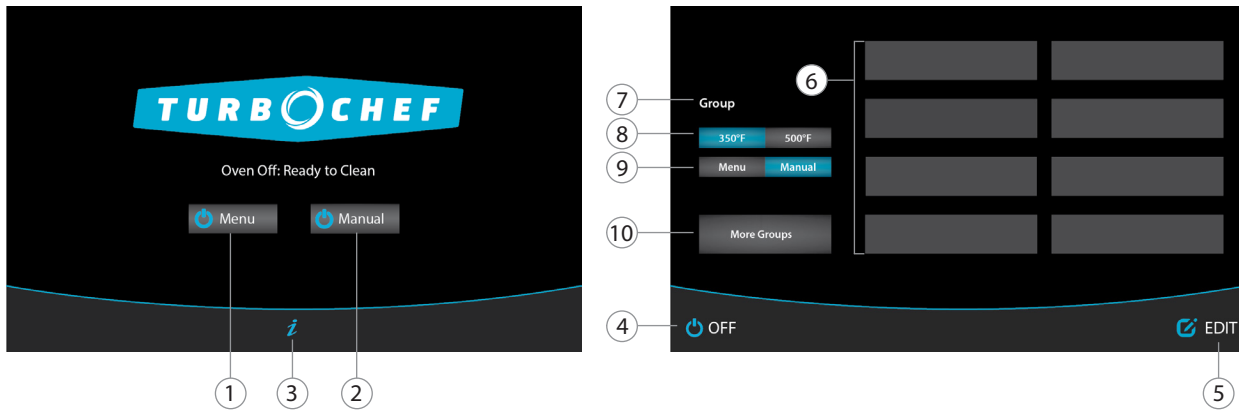 TURBOCHEF
Oven Off: Ready to Clean
Menu
Manual
i
1
3
2
6
7
Group
8
350°F 500°F
9
Menu Manual
10
More Groups
4
OFF
EDIT
5